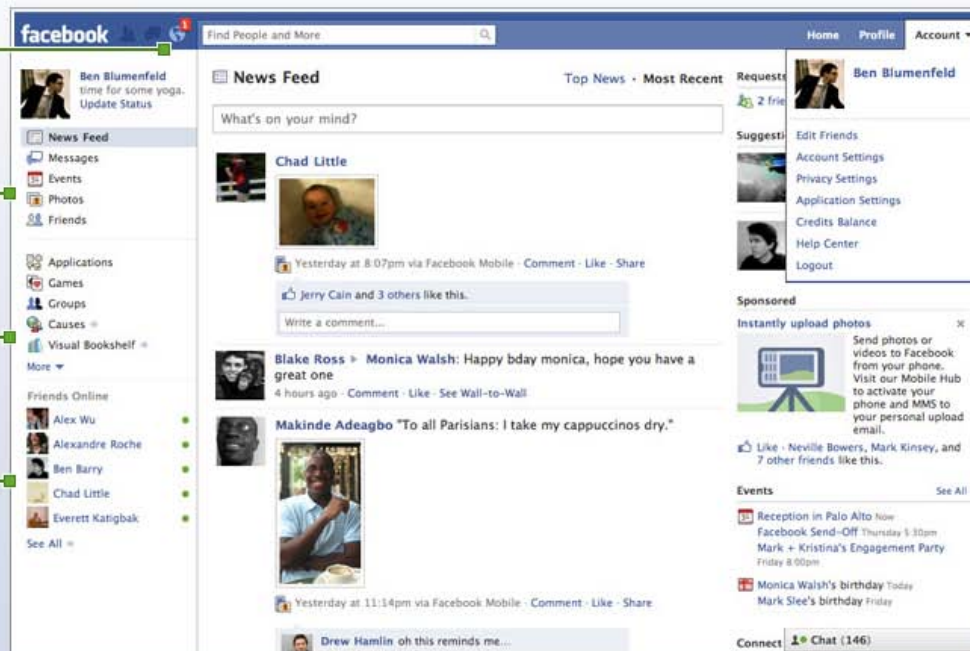 facebook
1
Find People and More
Home Profile Account
Ben Blumenfeld
time for some yoga.
Update Status
News Feed
Messages
31
Events
Photos
Friends
Applications
Games
Groups
Causes
Visual Bookshelf
More
Friends Online
Alex Wu
Alexandre Roche
Ben Barry
Chad Little
Everett Katigbak
See All
News Feed
Top News · Most Recent
What's on your mind?
Chad Little
Yesterday at 8:07pm via Facebook Mobile · Comment · Like · Share
Jerry Cain and 3 others like this.
Write a comment...
Blake Ross ▸ Monica Walsh: Happy bday monica, hope you have a
great one
4 hours ago · Comment · Like · See Wall-to-Wall
Makinde Adeagbo "To all Parisians: I take my cappuccinos dry."
Yesterday at 11:14pm via Facebook Mobile · Comment · Like · Share
Drew Hamlin oh this reminds me...
Requests
2 frie
Suggesti
Ben Blumenfeld
Edit Friends
Account Settings
Privacy Settings
Application Settings
Credits Balance
Help Center
Logout
Sponsored
Instantly upload photos x
Send photos or
videos to Facebook
from your phone.
Visit our Mobile Hub
to activate your
phone and MMS to
your personal upload
email.
Like · Neville Bowers, Mark Kinsey, and
7 other friends like this.
Events See All
31
Reception in Palo Alto Now
Facebook Send-Off Thursday 5:30pm
Mark + Kristina's Engagement Party
Friday 8:00pm
Monica Walsh's birthday Today
Mark Slee's birthday Friday
Connect
Chat (146)